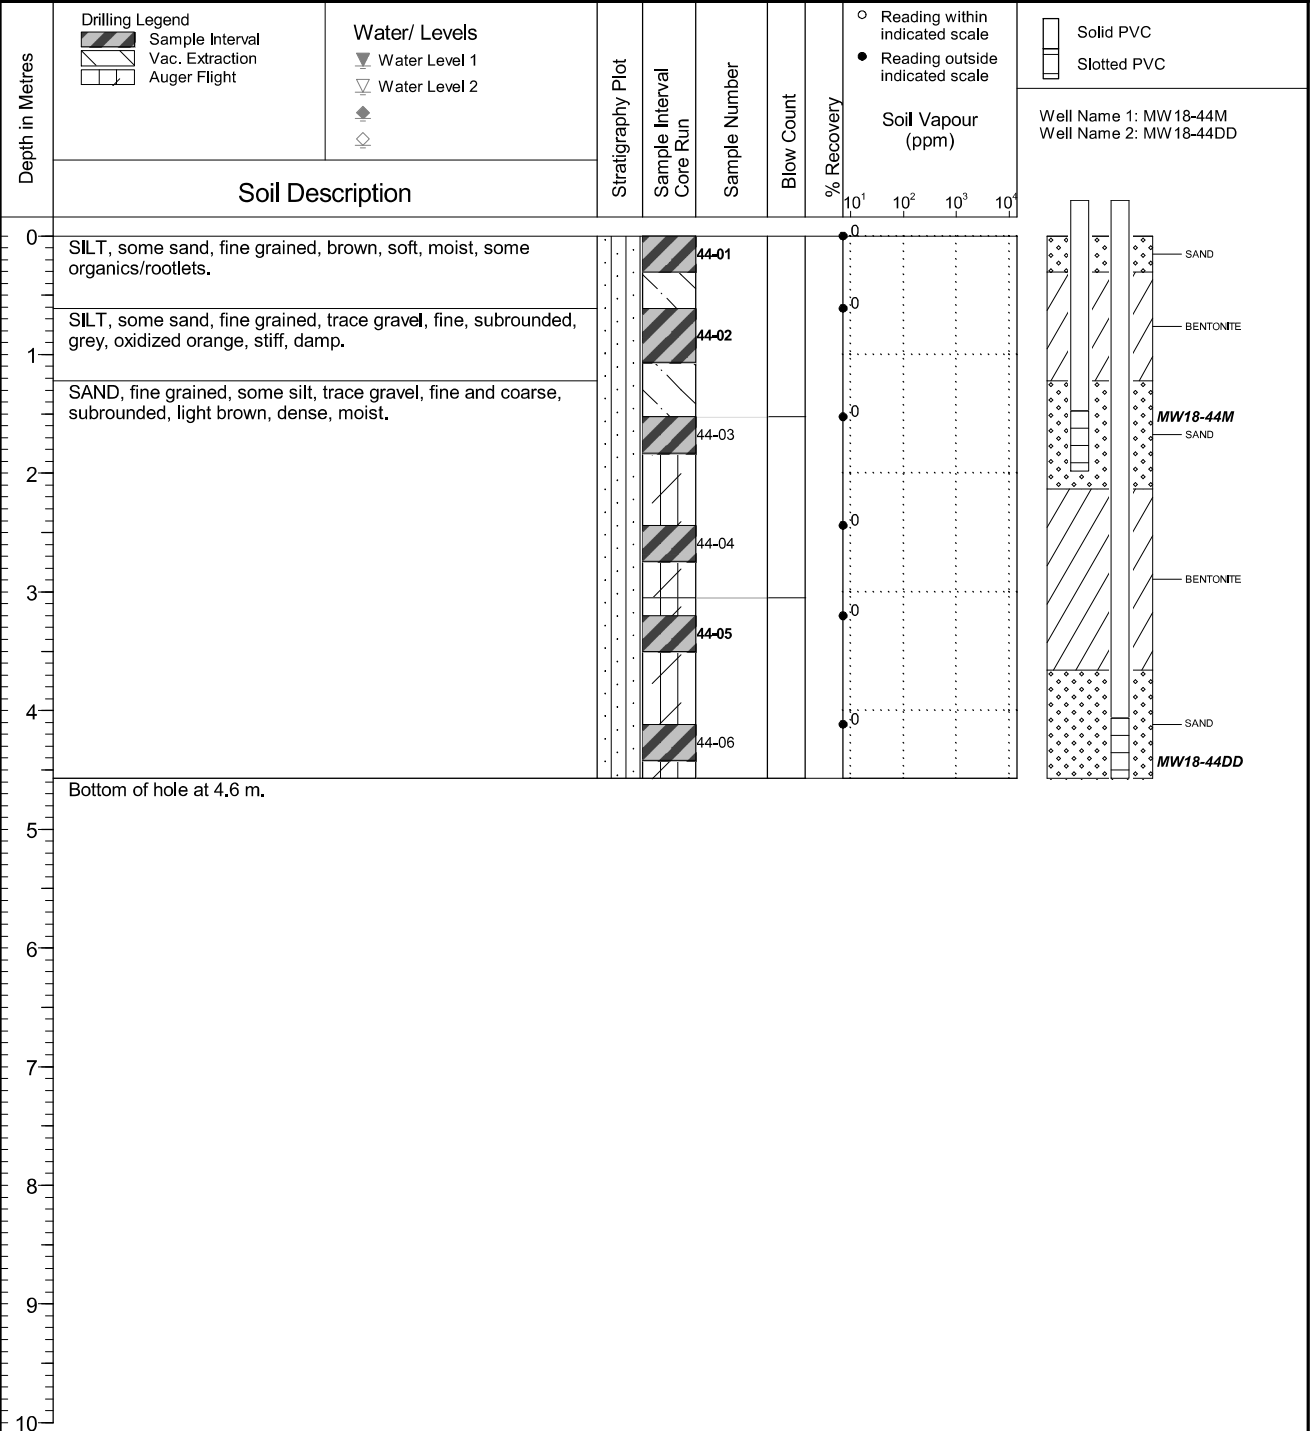 Depth in Metres
Drilling Legend
Sample Interval
Vac. Extraction
Auger Flight
Water/ Levels
Water Level 1
Water Level 2
Soil Description
Stratigraphy Plot
Sample Interval
Core Run
Sample Number
Blow Count
% Recovery
Reading within
indicated scale
Reading outside
indicated scale
Soil Vapour
(ppm)
10¹ 10² 10³ 10⁴
Solid PVC
Slotted PVC
Well Name 1: MW18-44M
Well Name 2: MW18-44DD
0
SILT, some sand, fine grained, brown, soft, moist, some
organics/rootlets.
44-01
0
SAND
SILT, some sand, fine grained, trace gravel, fine, subrounded,
grey, oxidized orange, stiff, damp.
44-02
0
BENTONITE
1
SAND, fine grained, some silt, trace gravel, fine and coarse,
subrounded, light brown, dense, moist.
44-03
0
MW18-44M
SAND
2
44-04
0
BENTONITE
3
44-05
0
4
44-06
0
SAND
MW18-44DD
Bottom of hole at 4.6 m.
5
6
7
8
9
10